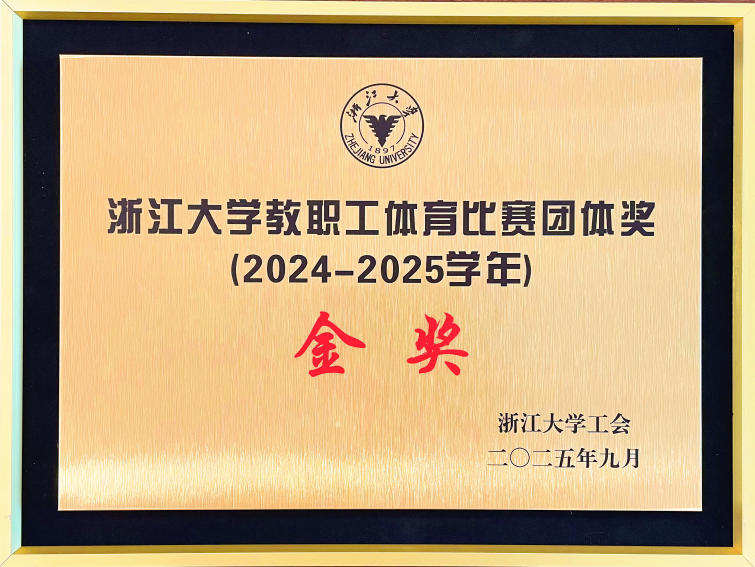 浙江大学
1897
ZHEJIANG UNIVERSITY
浙江大学教职工体育比赛团体奖
(2024-2025学年)
金奖
浙江大学工会
二〇二五年九月